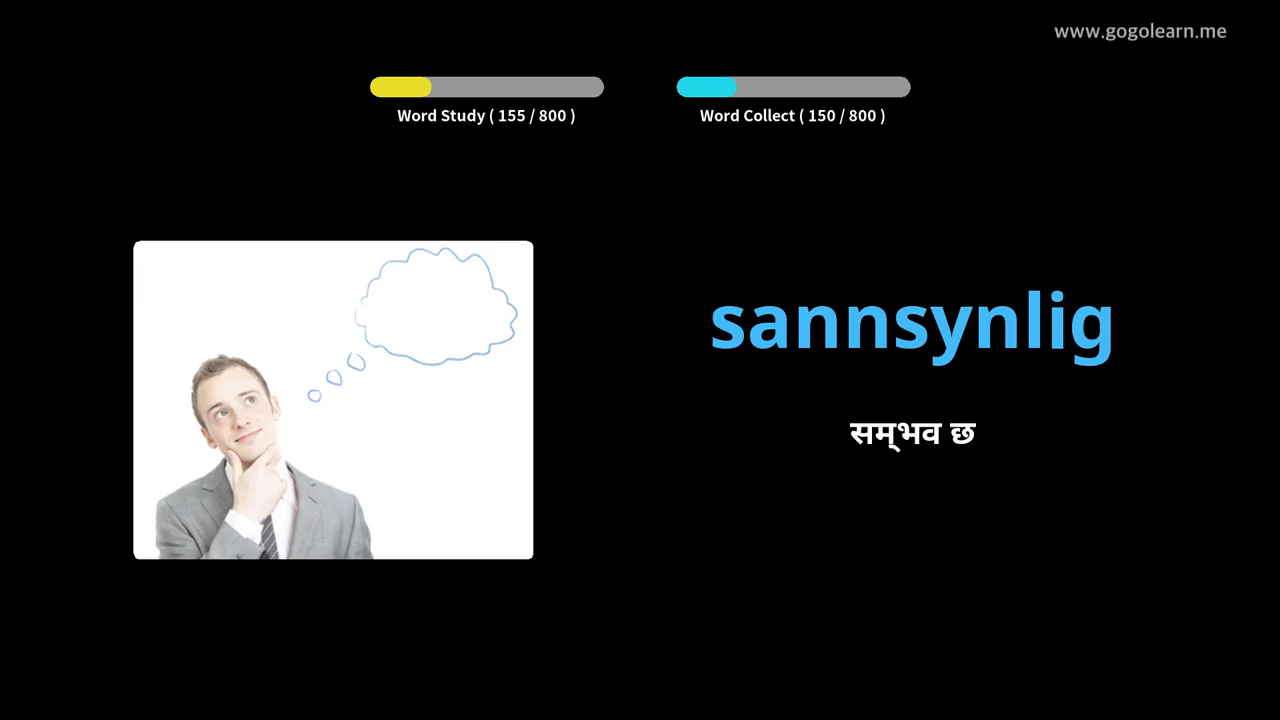 www.gogolearn.me
Word Study ( 155 / 800 )
Word Collect ( 150 / 800 )
sannsynlig
सम्‌भव छ